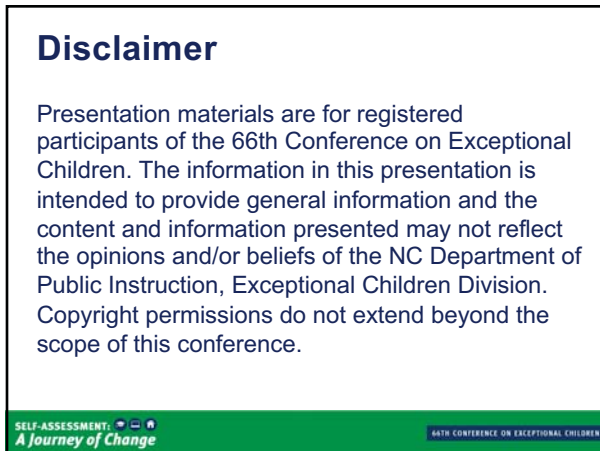 Disclaimer
Presentation materials are for registered
participants of the 66th Conference on Exceptional
Children. The information in this presentation is
intended to provide general information and the
content and information presented may not reflect
the opinions and/or beliefs of the NC Department of
Public Instruction, Exceptional Children Division.
Copyright permissions do not extend beyond the
scope of this conference.
SELF-ASSESSMENT:
A Journey of Change
66TH CONFERENCE ON EXCEPTIONAL CHILDREN